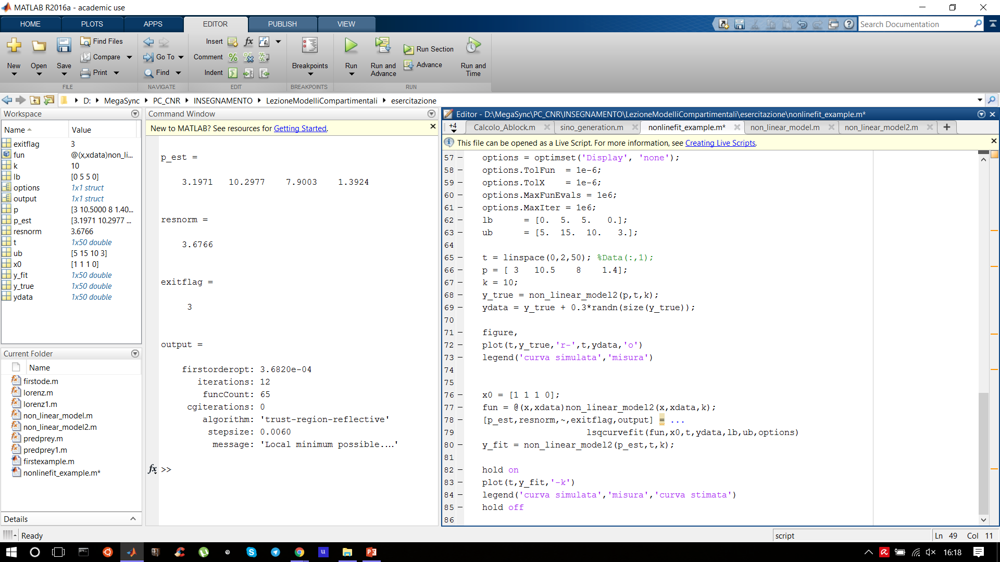 MATLAB R2016a - academic use
HOME PLOTS APPS EDITOR PUBLISH VIEW
Search Documentation
New Open Save Find Files Compare Print
FILE
Go To Find
NAVIGATE
Insert fx
Comment
Indent
EDIT
Breakpoints
BREAKPOINTS
Run Run and Advance Run Section Advance Run and Time
RUN
D: MegaSync PC_CNR INSEGNAMENTO LezioneModelliCompartimentali esercitazione
Workspace
Name Value
exitflag 3
fun @(x,xdata)non_li...
k 10
lb [0 5 5 0]
options 1x1 struct
output 1x1 struct
p [3 10.5000 8 1.40...
p_est [3.1971 10.2977 ...
resnorm 3.6766
t 1x50 double
ub [5 15 10 3]
x0 [1 1 1 0]
y_fit 1x50 double
y_true 1x50 double
ydata 1x50 double
Current Folder
Name
firstode.m
lorenz.m
lorenz1.m
non_linear_model.m
non_linear_model2.m
predprey.m
predprey1.m
firstexample.m
nonlinefit_example.m*
Details
Command Window
New to MATLAB? See resources for Getting Started.
p_est =
3.1971 10.2977 7.9003 1.3924
resnorm =
3.6766
exitflag =
3
output =
firstorderopt: 3.6820e-04
iterations: 12
funcCount: 65
cgiterations: 0
algorithm: 'trust-region-reflective'
stepsize: 0.0060
message: 'Local minimum possible.…'
fx >>
Editor - D:\MegaSync\PC_CNR\INSEGNAMENTO\LezioneModelliCompartimentali\esercitazione\nonlinefit_example.m*
+4 Calcolo_Ablock.m sino_generation.m nonlinefit_example.m* non_linear_model.m non_linear_model2.m +
This file can be opened as a Live Script. For more information, see Creating Live Scripts.
57 – options = optimset('Display', 'none');
58 – options.TolFun = 1e-6;
59 – options.TolX = 1e-6;
60 – options.MaxFunEvals = 1e6;
61 – options.MaxIter = 1e6;
62 – lb = [0. 5. 5. 0.];
63 – ub = [5. 15. 10. 3.];
64
65 – t = linspace(0,2,50); %Data(:,1);
66 – p = [ 3 10.5 8 1.4];
67 – k = 10;
68 – y_true = non_linear_model2(p,t,k);
69 – ydata = y_true + 0.3*randn(size(y_true));
70
71 – figure,
72 – plot(t,y_true,'r-',t,ydata,'o')
73 – legend('curva simulata','misura')
74
75
76 – x0 = [1 1 1 0];
77 – fun = @(x,xdata)non_linear_model2(x,xdata,k);
78 – [p_est,resnorm,~,exitflag,output] = ...
79 lsqcurvefit(fun,x0,t,ydata,lb,ub,options)
80 – y_fit = non_linear_model2(p_est,t,k);
81
82 – hold on
83 – plot(t,y_fit,'-k')
84 – legend('curva simulata','misura','curva stimata')
85 – hold off
86
Ready
script
Ln 49 Col 11
16:18